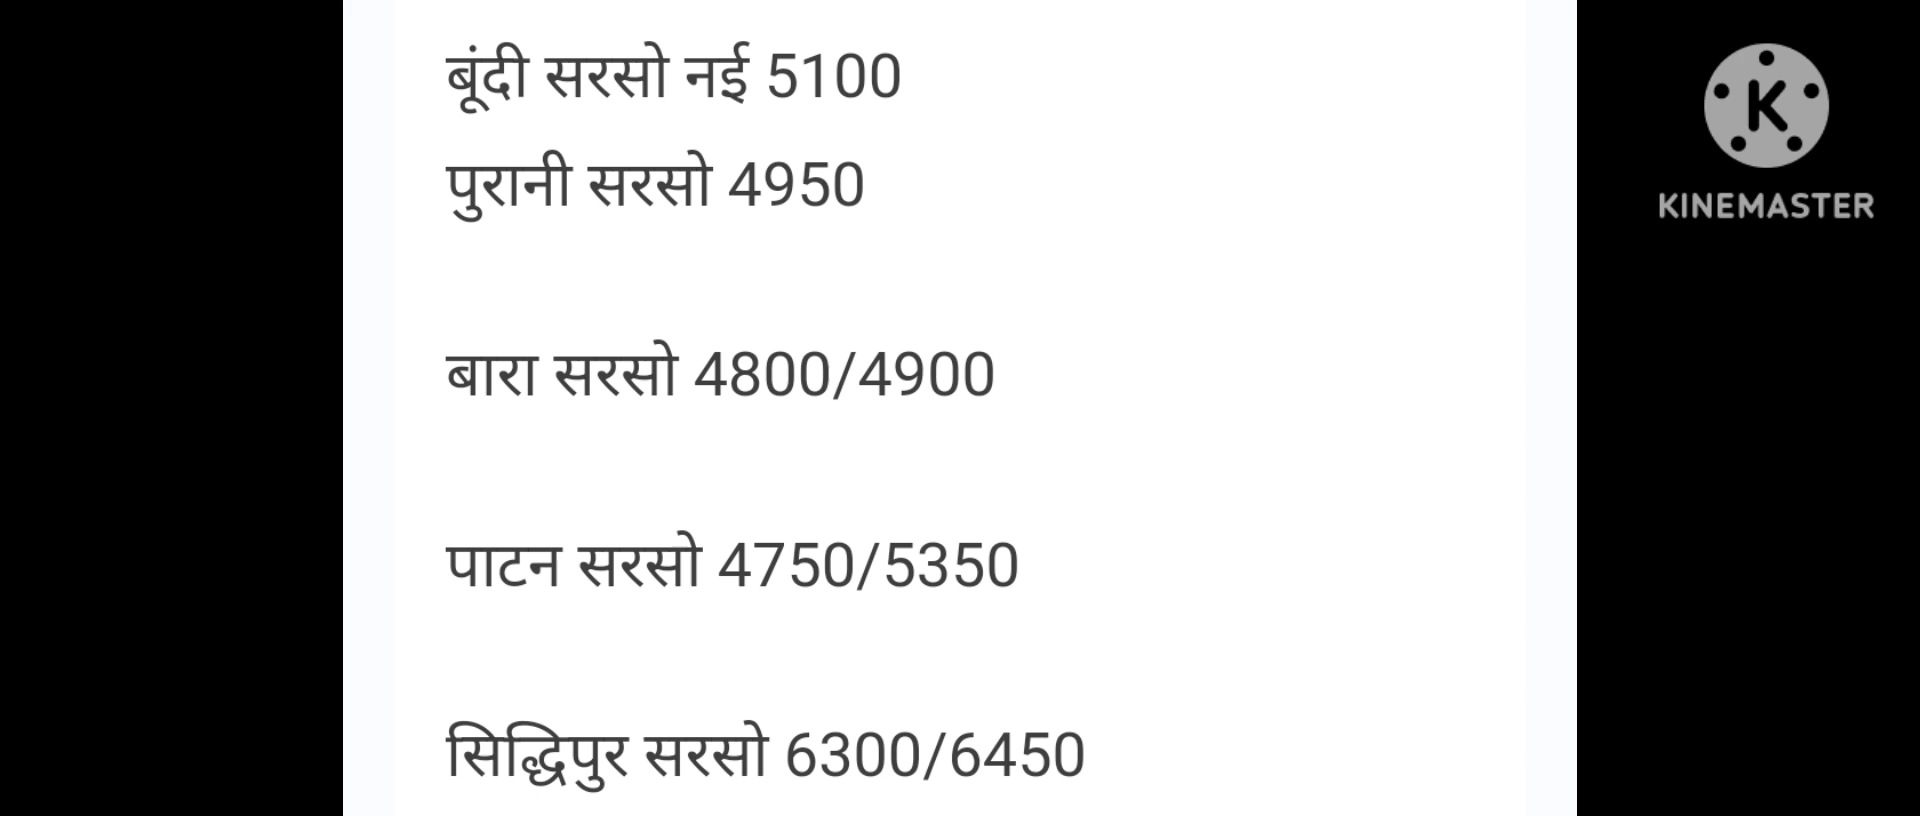 बूंदी सरसो नई 5100
पुरानी सरसो 4950
बारा सरसो 4800/4900
पाटन सरसो 4750/5350
सिद्धिपुर सरसो 6300/6450
K
KINEMASTER